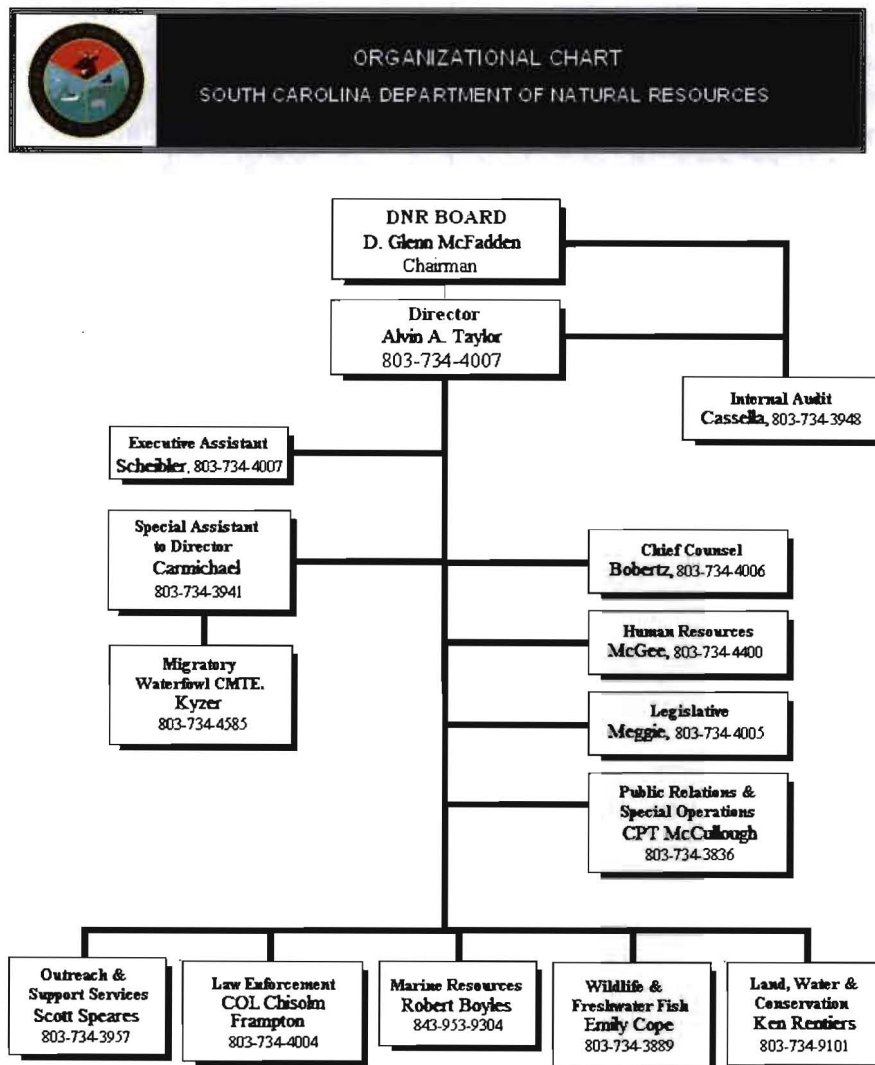 ORGANIZATIONAL CHART
SOUTH CAROLINA DEPARTMENT OF NATURAL RESOURCES
DNR BOARD
D. Glenn McFadden
Chairman
Director
Alvin A. Taylor
803-734-4007
Internal Audit
Cassella, 803-734-3948
Executive Assistant
Scheibler, 803-734-4007
Special Assistant
to Director
Carmichael
803-734-3941
Migratory
Waterfowl CMTE.
Kyzer
803-734-4585
Chief Counsel
Bobertz, 803-734-4006
Human Resources
McGee, 803-734-4400
Legislative
Meggie, 803-734-4005
Public Relations &
Special Operations
CPT McCullough
803-734-3836
Outreach &
Support Services
Scott Speares
803-734-3957
Law Enforcement
COL Chisolm
Frampton
803-734-4004
Marine Resources
Robert Boyles
843-953-9304
Wildlife &
Freshwater Fish
Emily Cope
803-734-3889
Land, Water &
Conservation
Ken Rentiers
803-734-9101